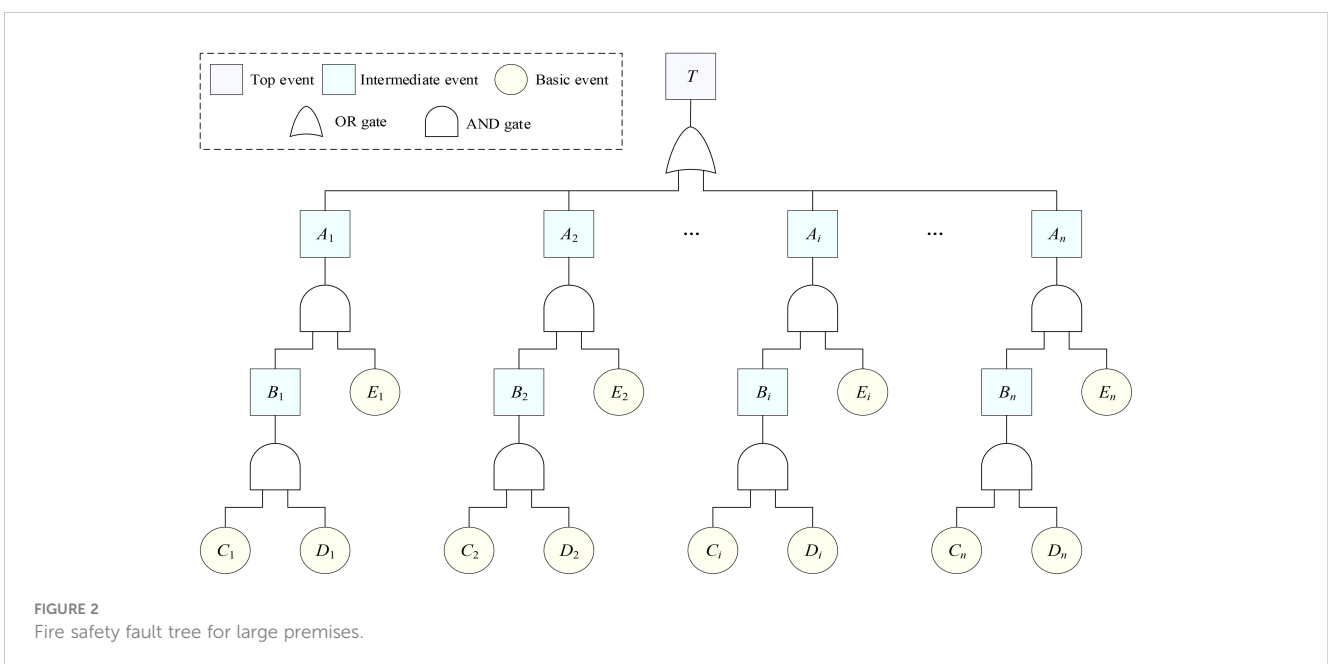 T
Top event Intermediate event Basic event
OR gate AND gate
A₁ A₂ ... Aᵢ ... Aₙ
B₁ E₁ B₂ E₂ Bᵢ Eᵢ Bₙ Eₙ
C₁ D₁ C₂ D₂ Cᵢ Dᵢ Cₙ Dₙ
FIGURE 2
Fire safety fault tree for large premises.